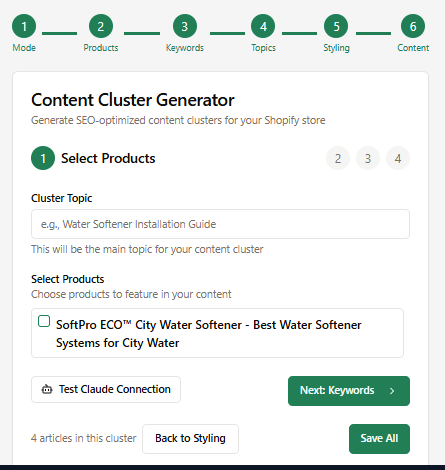 1 2 3 4 5 6
Mode Products Keywords Topics Styling Content
Content Cluster Generator
Generate SEO-optimized content clusters for your Shopify store
1 Select Products 2 3 4
Cluster Topic
e.g., Water Softener Installation Guide
This will be the main topic for your content cluster
Select Products
Choose products to feature in your content
SoftPro ECO™ City Water Softener - Best Water Softener
Systems for City Water
Test Claude Connection Next: Keywords
4 articles in this cluster Back to Styling Save All